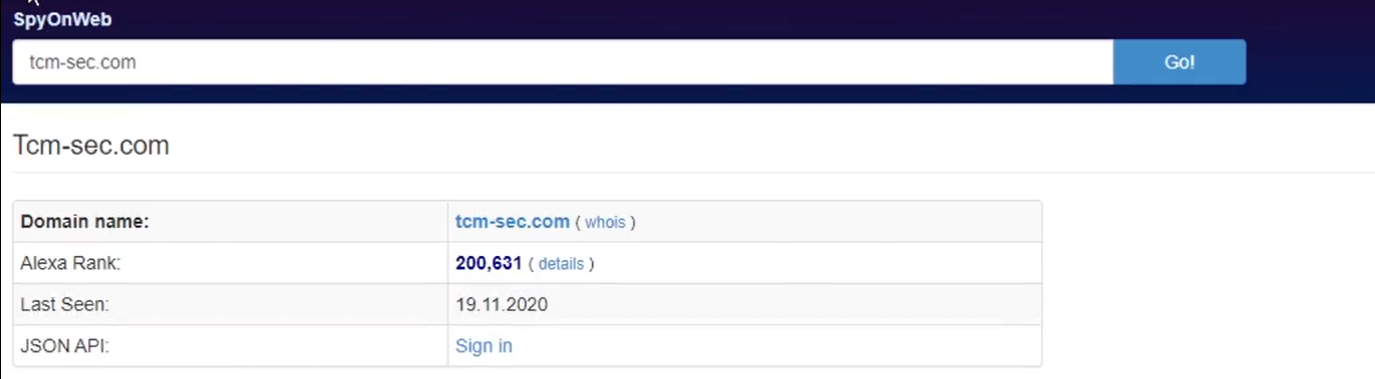 SpyOnWeb
tcm-sec.com Go!
Tcm-sec.com
Domain name: tcm-sec.com ( whois )
Alexa Rank: 200,631 ( details )
Last Seen: 19.11.2020
JSON API: Sign in